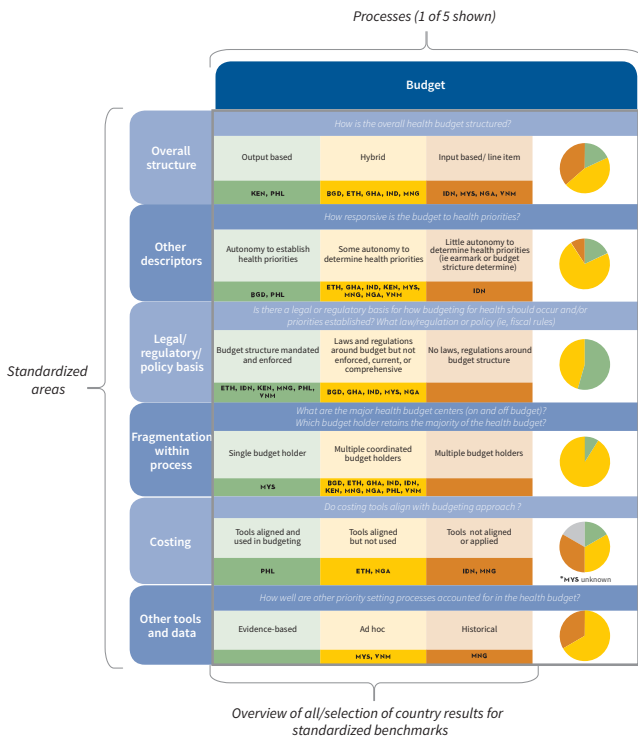 Processes (1 of 5 shown)
Budget
Standardized
areas
Overall
structure
How is the overall health budget structured?
Output based
Hybrid
Input based/ line item
KEN, PHL
BGD, ETH, GHA, IND, MNG
IDN, MYS, NGA, VNM
Other
descriptors
How responsive is the budget to health priorities?
Autonomy to establish
health priorities
Some autonomy to
determine health priorities
Little autonomy to
determine health priorities
(ie earmark or budget
stricture determine)
BGD, PHL
ETH, GHA, IND, KEN, MYS,
MNG, NGA, VNM
IDN
Legal/
regulatory/
policy basis
Is there a legal or regulatory basis for how budgeting for health should occur and/or
priorities established? What law/regulation or policy (ie, fiscal rules)
Budget structure mandated
and enforced
Laws and regulations
around budget but not
enforced, current, or
comprehensive
No laws, regulations around
budget structure
ETH, IDN, KEN, MNG, PHL,
VNM
BGD, GHA, IND, MYS, NGA
Fragmentation
within
process
What are the major health budget centers (on and off budget)?
Which budget holder retains the majority of the health budget?
Single budget holder
Multiple coordinated
budget holders
Multiple budget holders
MYS
BGD, ETH, GHA, IND, IDN,
KEN, MNG, NGA, PHL, VNM
Costing
Do costing tools align with budgeting approach ?
Tools aligned and
used in budgeting
Tools aligned
but not used
Tools not aligned
or applied
PHL
ETH, NGA
IDN, MNG
*MYS unknown
Other tools
and data
How well are other priority setting processes accounted for in the health budget?
Evidence-based
Ad hoc
Historical
MYS, VNM
MNG
Overview of all/selection of country results for
standardized benchmarks